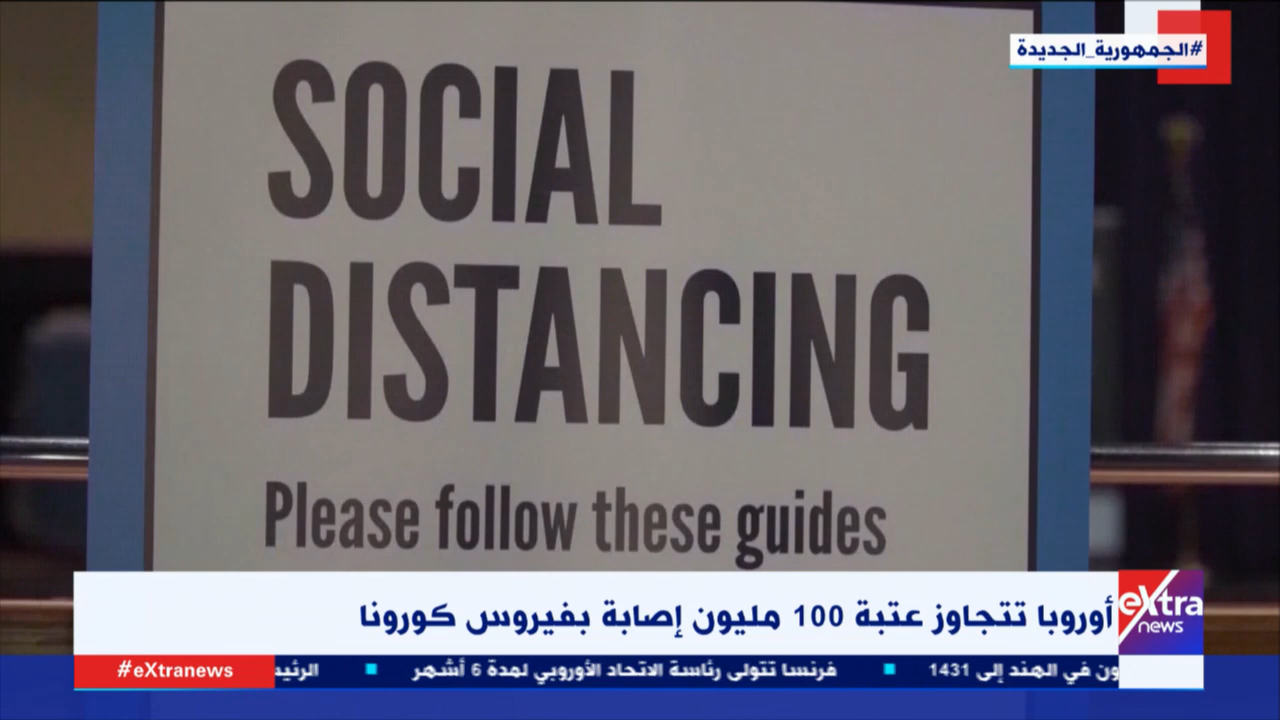 #الجمهورية_الجديدة
SOCIAL
DISTANCING
Please follow these guides
أوروبا تتجاوز عتبة 100 مليون إصابة بفيروس كورونا
eXtra
news
في الهند إلى 1431 ■ فرنسا تتولى رئاسة الاتحاد الأوروبي لمدة 6 أشهر ■
#eXtranews